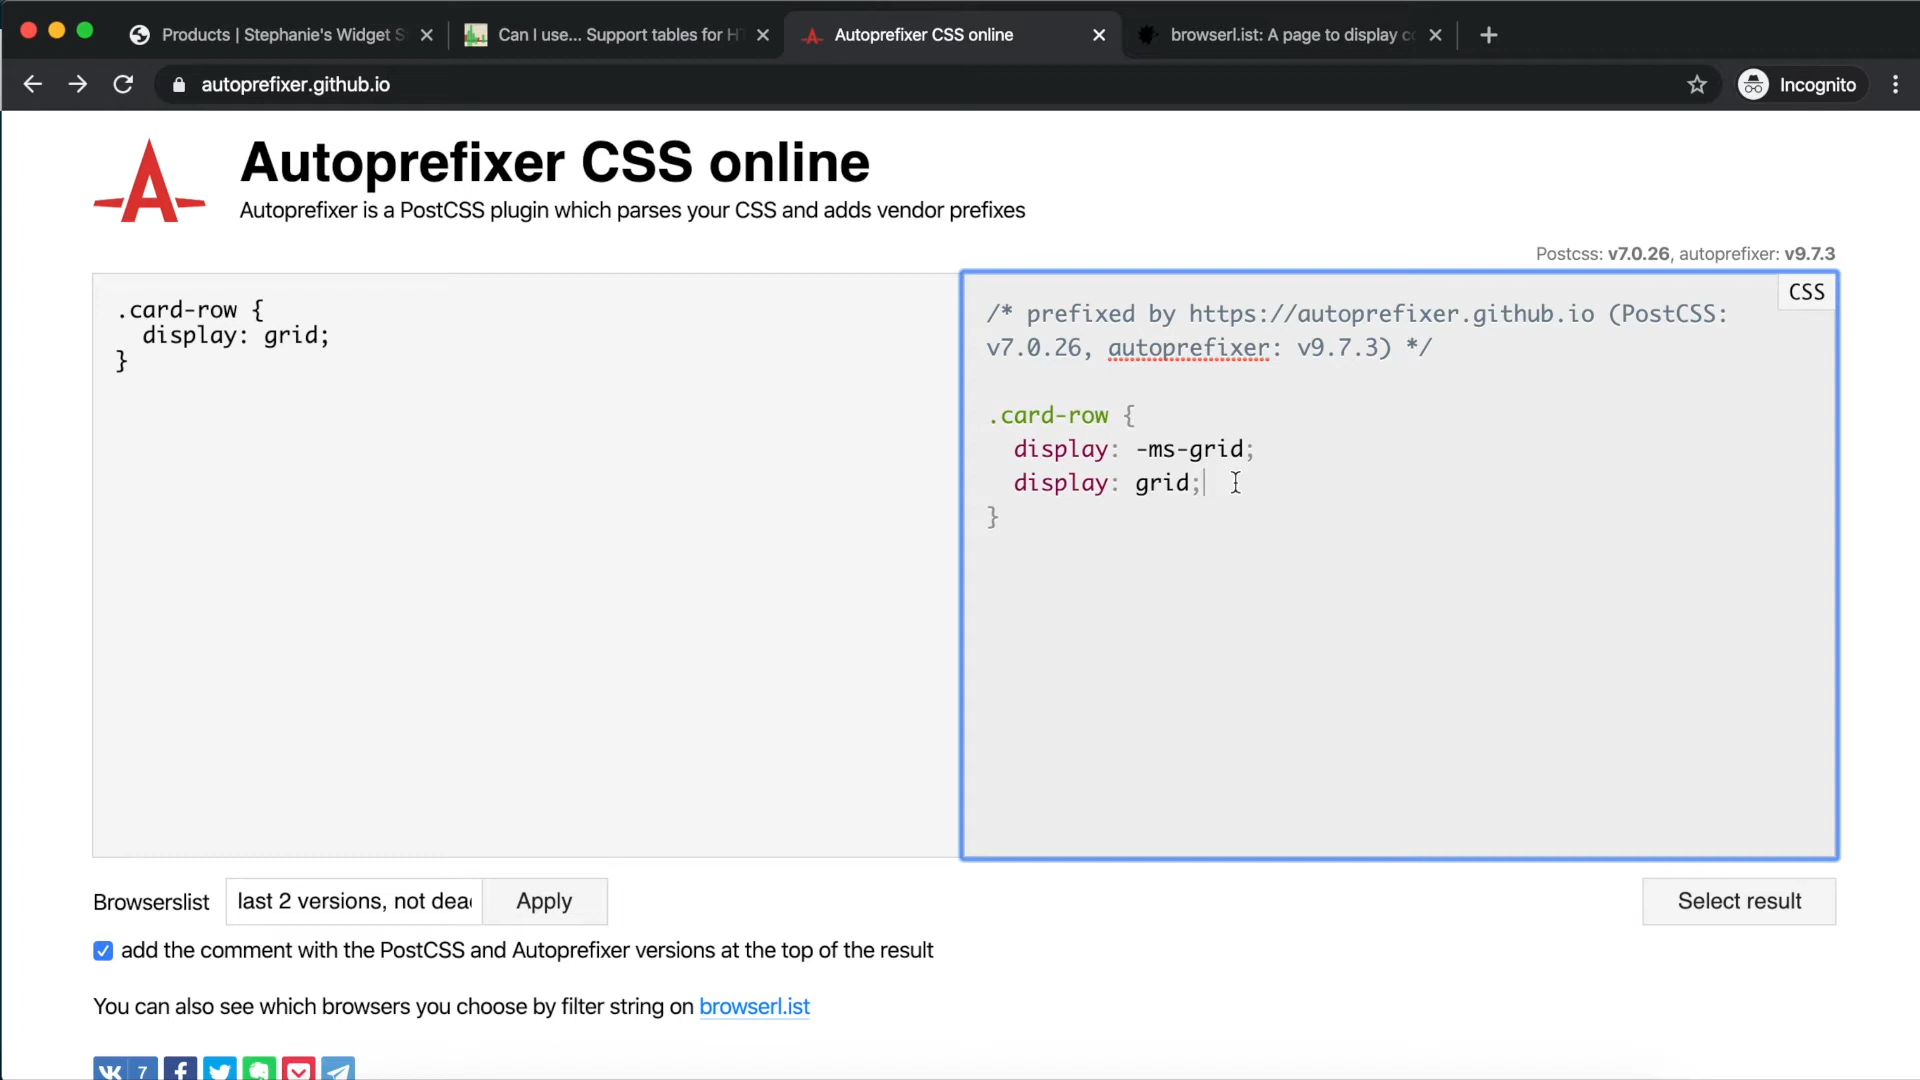 Products | Stephanie's Widget S
Can I use... Support tables for H
Autoprefixer CSS online
browserl.ist: A page to display co
autoprefixer.github.io
Incognito
Autoprefixer CSS online
Autoprefixer is a PostCSS plugin which parses your CSS and adds vendor prefixes
Postcss: v7.0.26, autoprefixer: v9.7.3
.card-row {
display: grid;
}
CSS
/* prefixed by https://autoprefixer.github.io (PostCSS:
v7.0.26, autoprefixer: v9.7.3) */
.card-row {
display: -ms-grid;
display: grid;
}
Browserslist
last 2 versions, not dea
Apply
Select result
add the comment with the PostCSS and Autoprefixer versions at the top of the result
You can also see which browsers you choose by filter string on browserl.ist
7